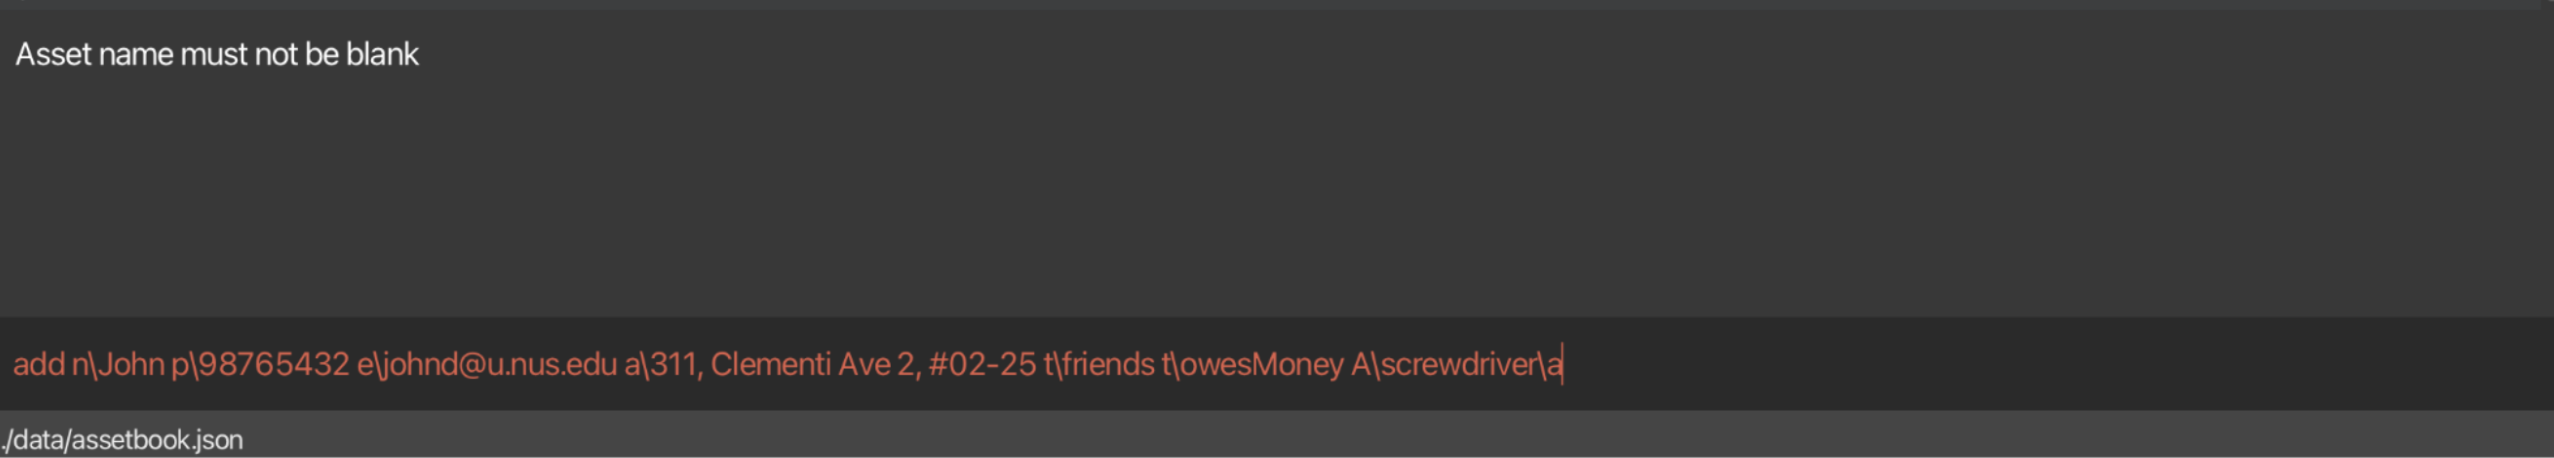 Asset name must not be blank
add n\John p\98765432 e\johnd@u.nus.edu a\311, Clementi Ave 2, #02-25 t\friends t\owesMoney A\screwdriver\a
./data/assetbook.json